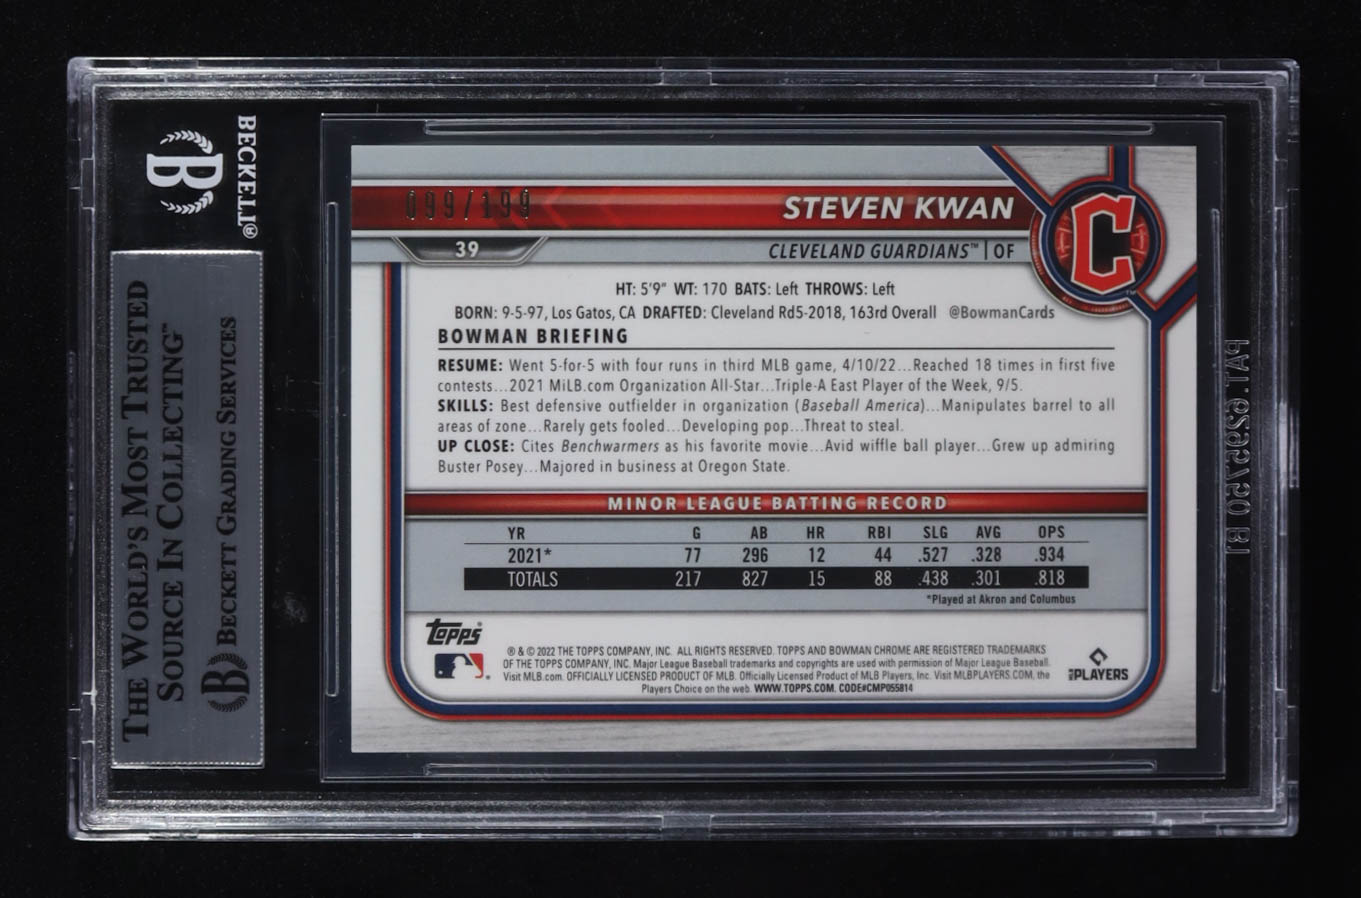 BECKETT®
B
THE WORLD'S MOST TRUSTED
SOURCE IN COLLECTING™
B BECKETT GRADING SERVICES
099/199
STEVEN KWAN
39
CLEVELAND GUARDIANS™ | OF
C
HT: 5'9" WT: 170 BATS: Left THROWS: Left
BORN: 9-5-97, Los Gatos, CA DRAFTED: Cleveland Rd5-2018, 163rd Overall @BowmanCards
BOWMAN BRIEFING
RESUME: Went 5-for-5 with four runs in third MLB game, 4/10/22...Reached 18 times in first five
contests...2021 MiLB.com Organization All-Star...Triple-A East Player of the Week, 9/5.
SKILLS: Best defensive outfielder in organization (Baseball America)...Manipulates barrel to all
areas of zone...Rarely gets fooled...Developing pop...Threat to steal.
UP CLOSE: Cites Benchwarmers as his favorite movie...Avid wiffle ball player...Grew up admiring
Buster Posey...Majored in business at Oregon State.
MINOR LEAGUE BATTING RECORD
YR G AB HR RBI SLG AVG OPS
2021* 77 296 12 44 .527 .328 .934
TOTALS 217 827 15 88 .438 .301 .818
*Played at Akron and Columbus
Topps
® & © 2022 THE TOPPS COMPANY, INC. ALL RIGHTS RESERVED. TOPPS AND BOWMAN CHROME ARE REGISTERED TRADEMARKS
OF THE TOPPS COMPANY, INC. Major League Baseball trademarks and copyrights are used with permission of Major League Baseball.
Visit MLB.com. OFFICIALLY LICENSED PRODUCT OF MLB. Officially Licensed Product of MLB Players, Inc. Visit MLBPLAYERS.COM, the
Players Choice on the web. WWW.TOPPS.COM. CODE#CMP055814
MLB PLAYERS
PAT.6295750 B1